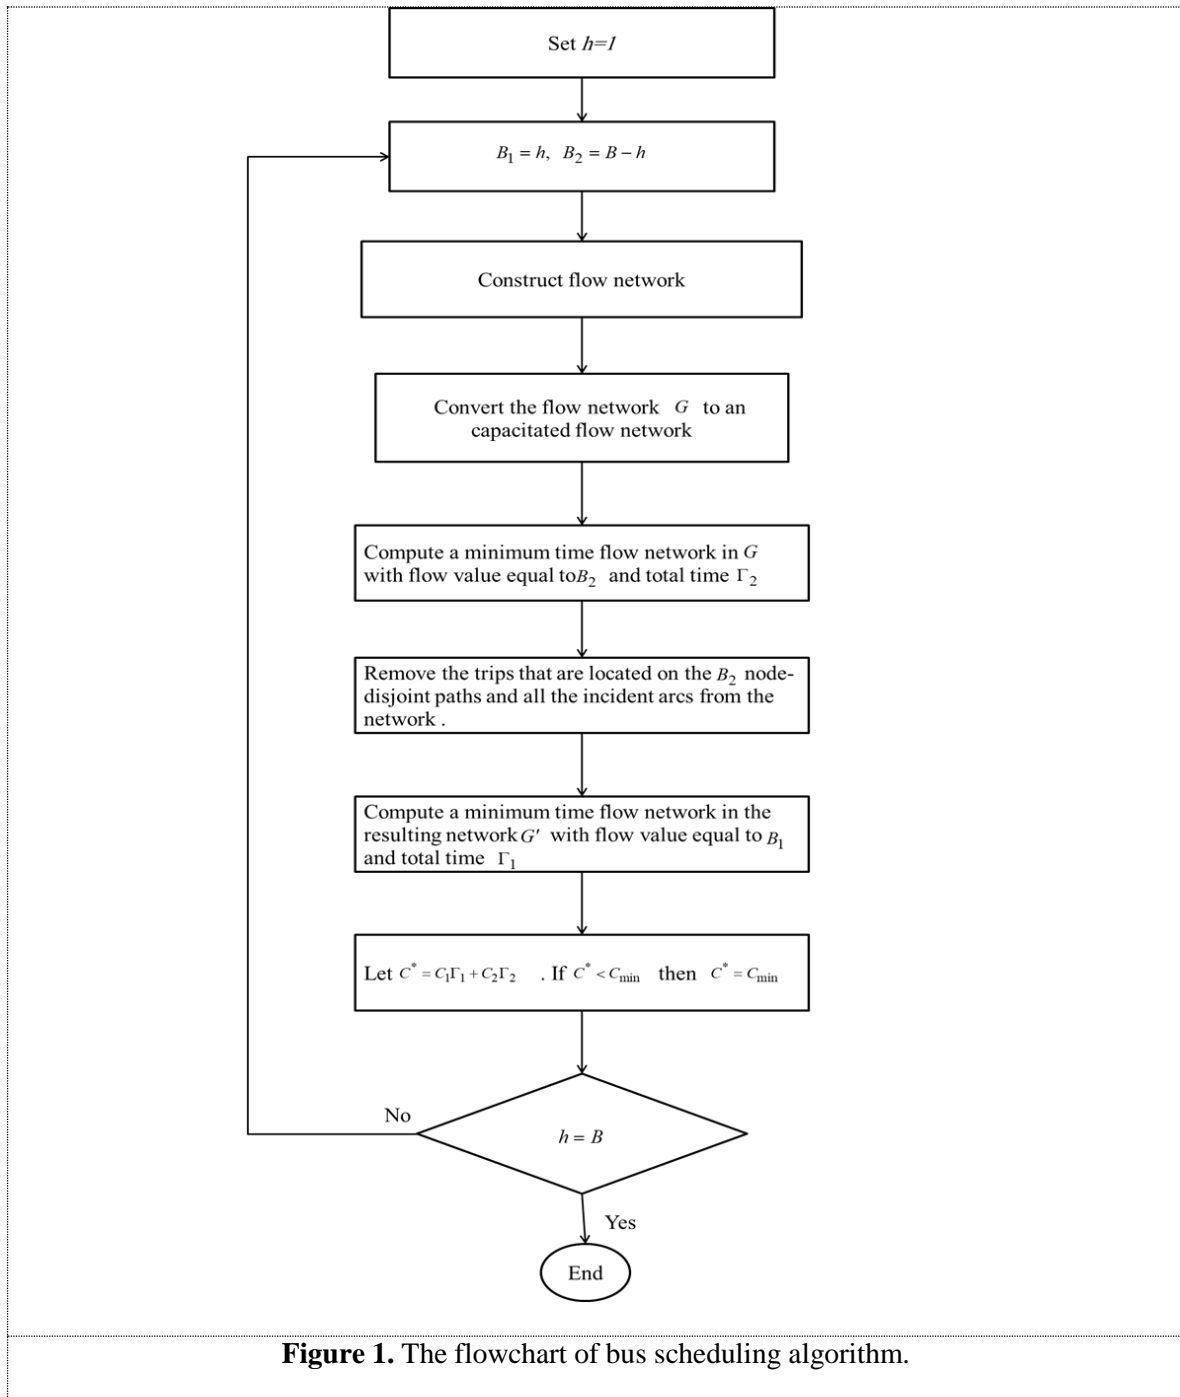 Set h=1
B₁ = h, B₂ = B − h
Construct flow network
Convert the flow network G to an
capacitated flow network
Compute a minimum time flow network in G
with flow value equal to B₂ and total time Γ₂
Remove the trips that are located on the B₂ node-
disjoint paths and all the incident arcs from the
network .
Compute a minimum time flow network in the
resulting network G′ with flow value equal to B₁
and total time Γ₁
Let C* = C₁Γ₁ + C₂Γ₂ . If C* < Cmin then C* = Cmin
No
h = B
Yes
End
Figure 1. The flowchart of bus scheduling algorithm.